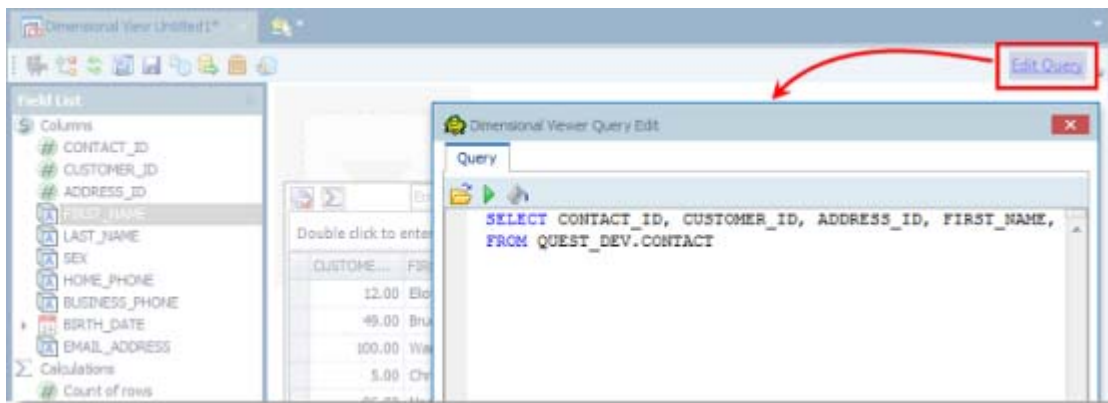 Dimensional View Untitled1*
Edit Query
Field List
Columns
CONTACT_ID
CUSTOMER_ID
ADDRESS_ID
FIRST_NAME
LAST_NAME
SEX
HOME_PHONE
BUSINESS_PHONE
BIRTH_DATE
EMAIL_ADDRESS
Calculations
Count of rows
Double click to enter
CUSTOME...
12.00
49.00
100.00
5.00
Dimensional Viewer Query Edit
Query
SELECT CONTACT_ID, CUSTOMER_ID, ADDRESS_ID, FIRST_NAME,
FROM QUEST_DEV.CONTACT